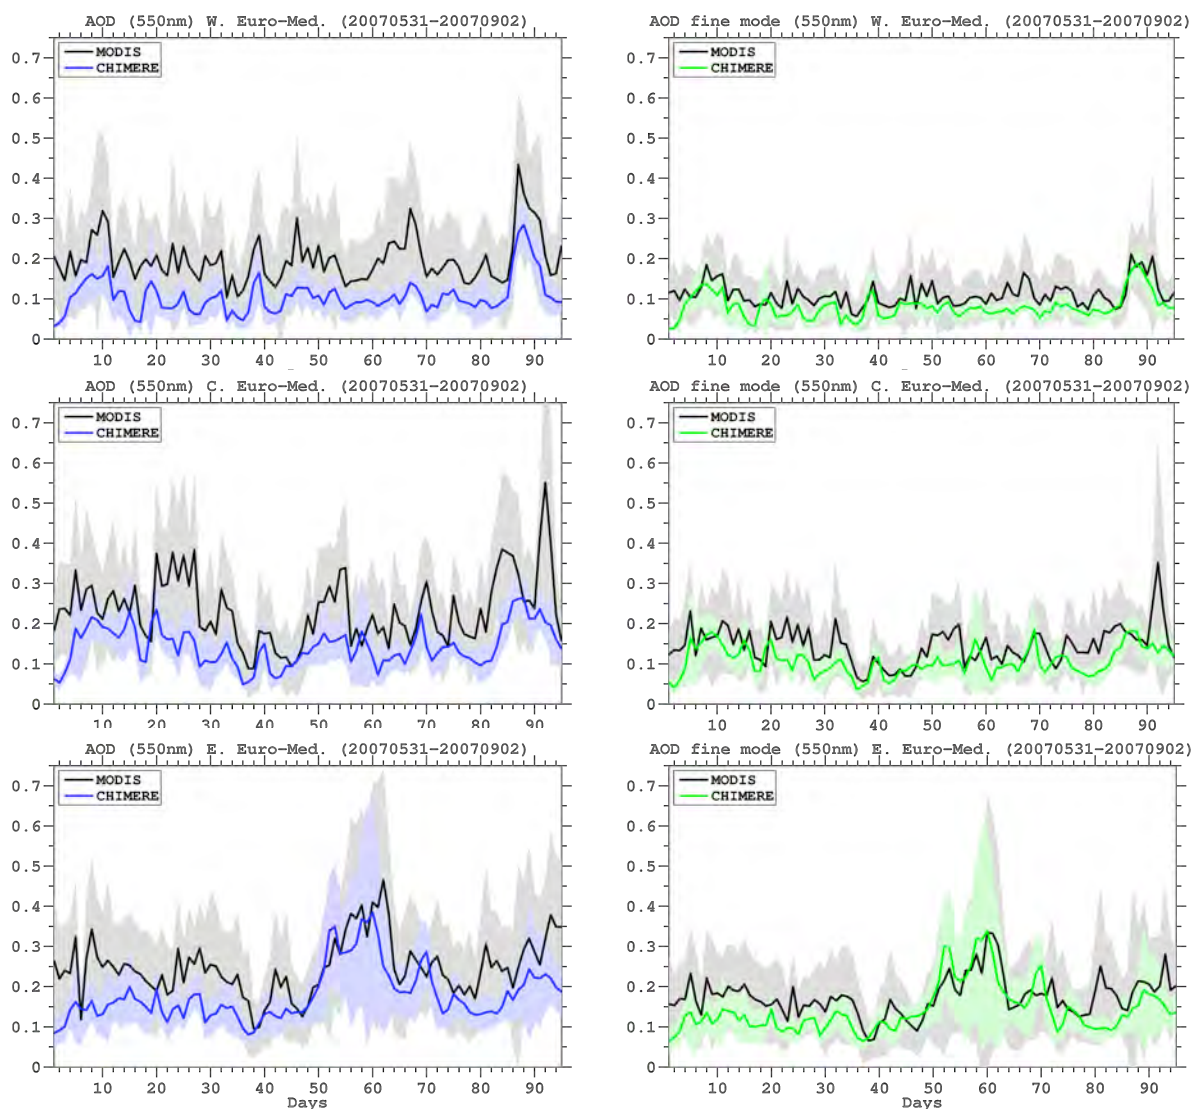 AOD (550nm) W. Euro-Med. (20070531-20070902)
MODIS
CHIMERE
0.7
0.6
0.5
0.4
0.3
0.2
0.1
0
10 20 30 40 50 60 70 80 90
AOD fine mode (550nm) W. Euro-Med. (20070531-20070902)
MODIS
CHIMERE
0.7
0.6
0.5
0.4
0.3
0.2
0.1
0
10 20 30 40 50 60 70 80 90
AOD (550nm) C. Euro-Med. (20070531-20070902)
MODIS
CHIMERE
0.7
0.6
0.5
0.4
0.3
0.2
0.1
0
10 20 30 40 50 60 70 80 90
AOD fine mode (550nm) C. Euro-Med. (20070531-20070902)
MODIS
CHIMERE
0.7
0.6
0.5
0.4
0.3
0.2
0.1
0
10 20 30 40 50 60 70 80 90
AOD (550nm) E. Euro-Med. (20070531-20070902)
MODIS
CHIMERE
0.7
0.6
0.5
0.4
0.3
0.2
0.1
0
10 20 30 40 50 60 70 80 90
Days
AOD fine mode (550nm) E. Euro-Med. (20070531-20070902)
MODIS
CHIMERE
0.7
0.6
0.5
0.4
0.3
0.2
0.1
0
10 20 30 40 50 60 70 80 90
Days